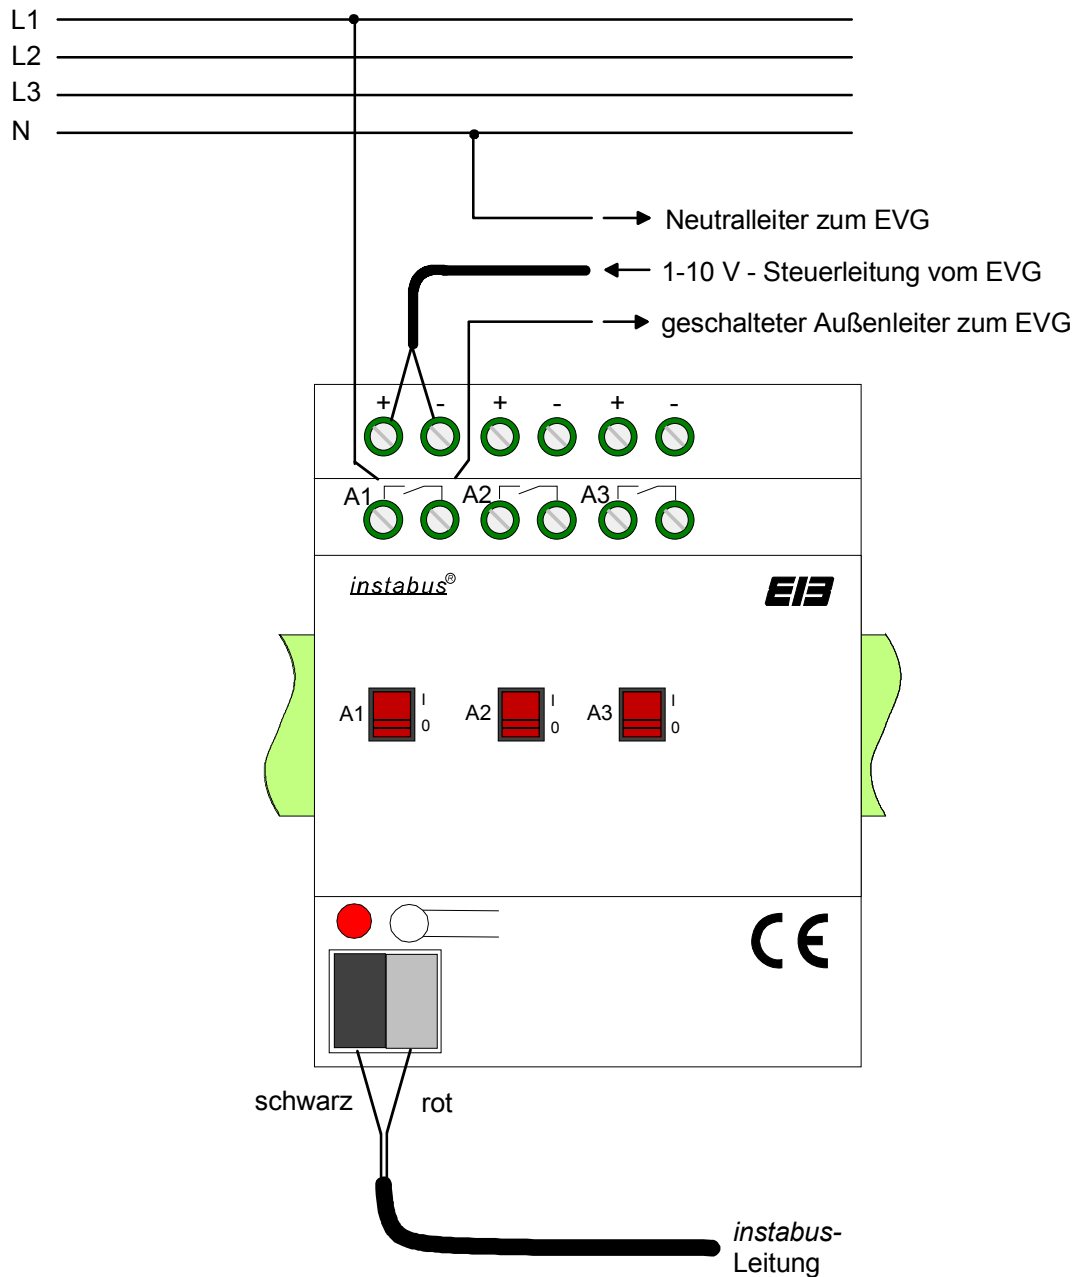 L1
L2
L3
N
Neutralleiter zum EVG
1-10 V - Steuerleitung vom EVG
geschalteter Außenleiter zum EVG
+ - + - + -
A1 A2 A3
instabus® EIB
A1 I 0 A2 I 0 A3 I 0
CE
schwarz rot
instabus-
Leitung